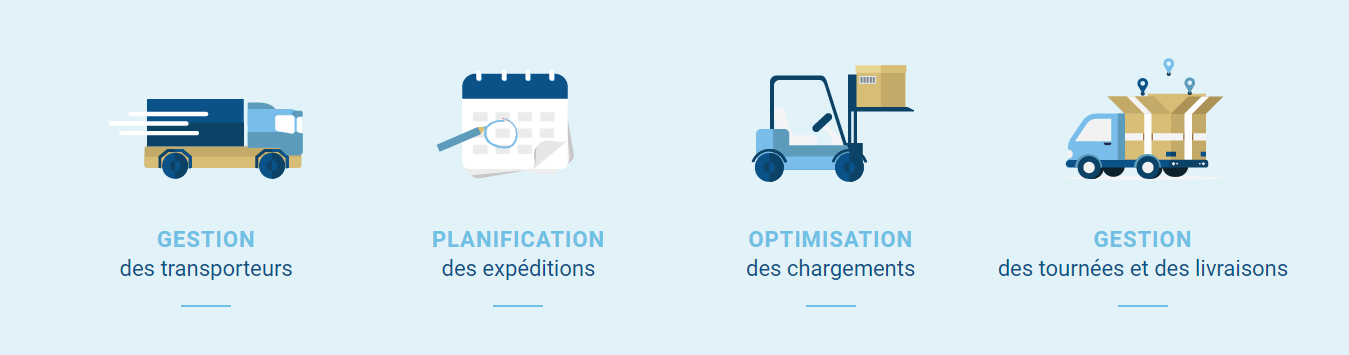 GESTION
des transporteurs
PLANIFICATION
des expéditions
OPTIMISATION
des chargements
GESTION
des tournées et des livraisons